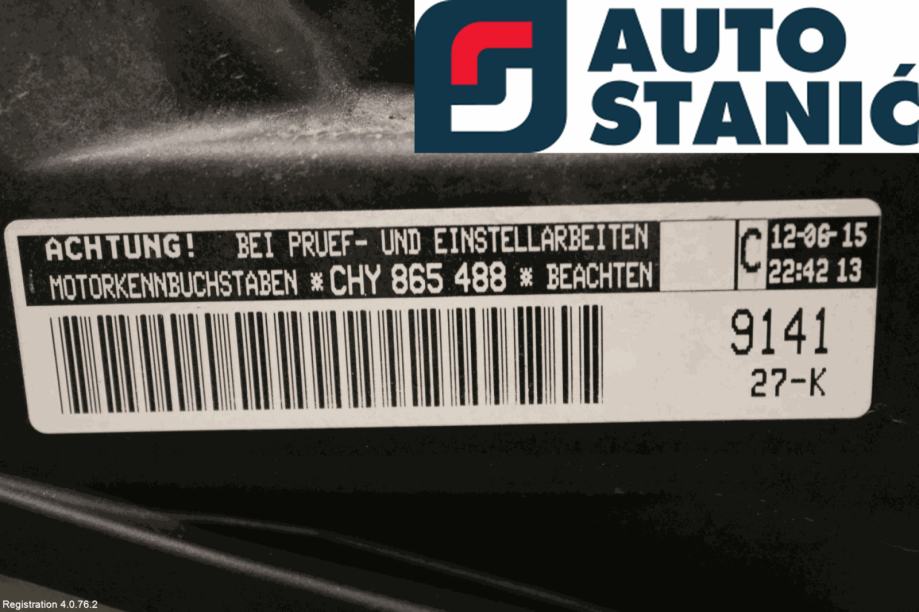 AUTO
STANIĆ
ACHTUNG! BEI PRUEF- UND EINSTELLARBEITEN
MOTORKENNBUCHSTABEN *CHY 865 488 * BEACHTEN
C
12-06-15
22:42 13
9141
27-K
Registration 4.0.76.2